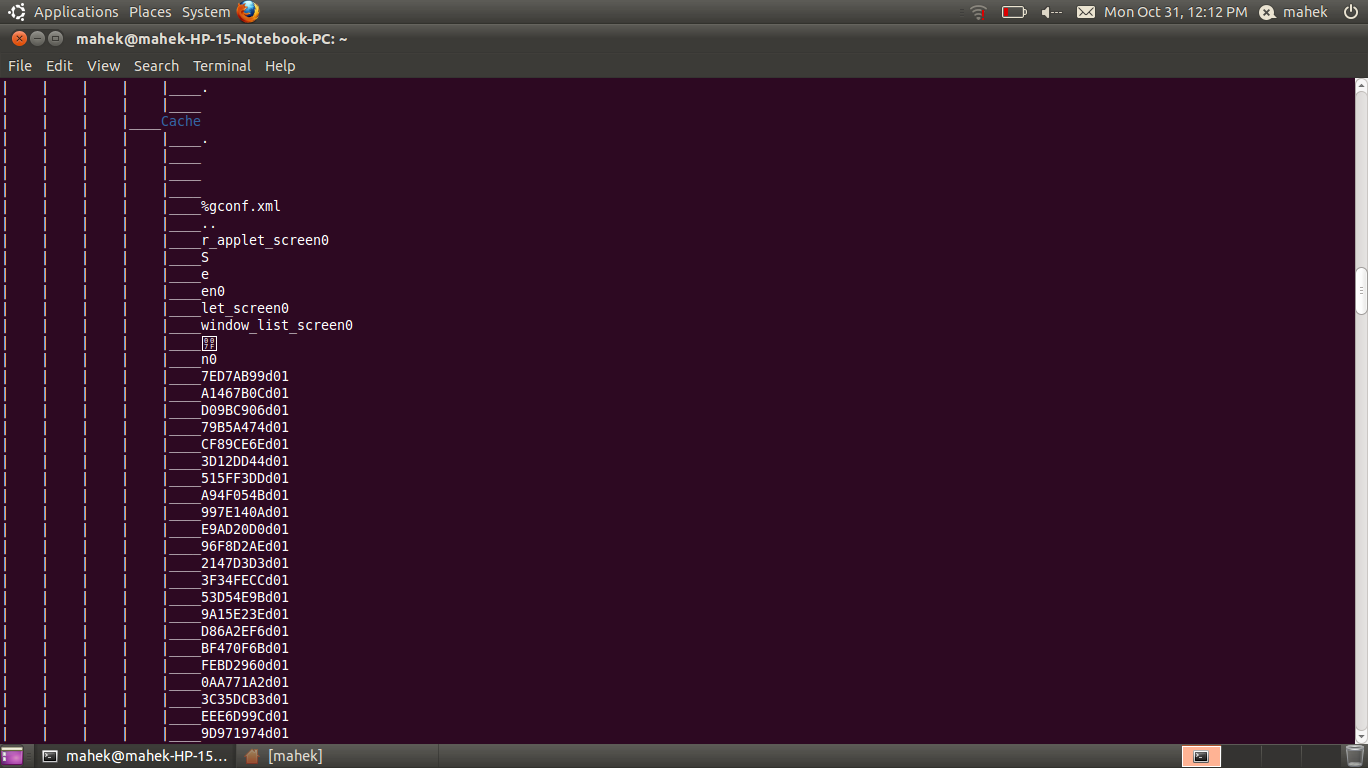 Applications Places System Mon Oct 31, 12:12 PM mahek
mahek@mahek-HP-15-Notebook-PC: ~
File Edit View Search Terminal Help
| | | | |____.
| | | | |____
| | | |____Cache
| | | | |____.
| | | | |____
| | | | |____
| | | | |____
| | | | |____%gconf.xml
| | | | |____..
| | | | |____r_applet_screen0
| | | | |____S
| | | | |____e
| | | | |____en0
| | | | |____let_screen0
| | | | |____window_list_screen0
| | | | |____
| | | | |____n0
| | | | |____7ED7AB99d01
| | | | |____A1467B0Cd01
| | | | |____D09BC906d01
| | | | |____79B5A474d01
| | | | |____CF89CE6Ed01
| | | | |____3D12DD44d01
| | | | |____515FF3DDd01
| | | | |____A94F054Bd01
| | | | |____997E140Ad01
| | | | |____E9AD20D0d01
| | | | |____96F8D2AEd01
| | | | |____2147D3D3d01
| | | | |____3F34FECCd01
| | | | |____53D54E9Bd01
| | | | |____9A15E23Ed01
| | | | |____D86A2EF6d01
| | | | |____BF470F6Bd01
| | | | |____FEBD2960d01
| | | | |____0AA771A2d01
| | | | |____3C35DCB3d01
| | | | |____EEE6D99Cd01
| | | | |____9D971974d01
mahek@mahek-HP-15... [mahek]